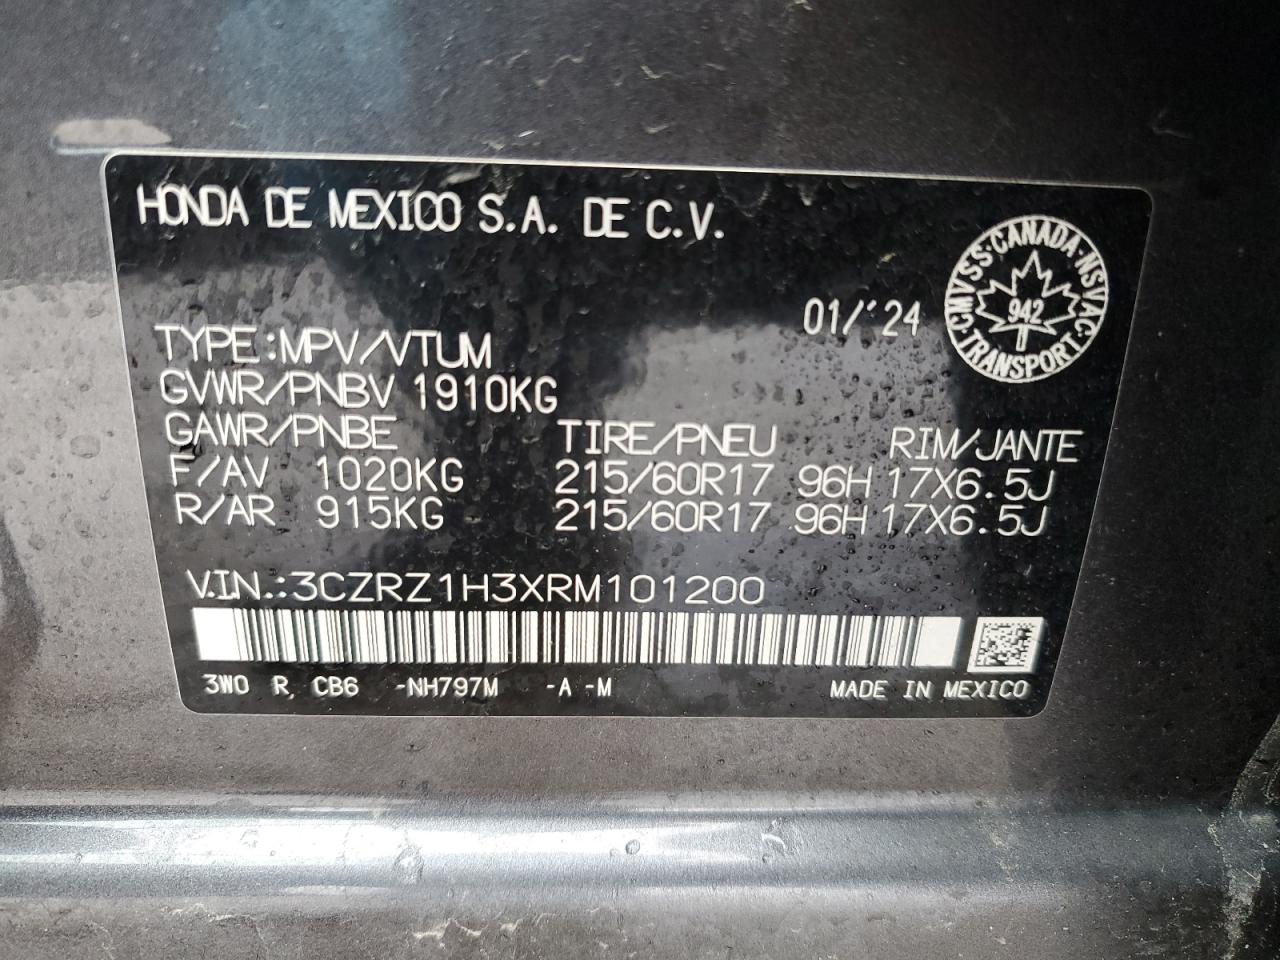 HONDA DE MEXICO S.A. DE C.V.
CMVSS·CANADA·NSVAC·TRANSPORT·
942
01/'24
TYPE:MPV/VTUM
GVWR/PNBV 1910KG
GAWR/PNBE TIRE/PNEU RIM/JANTE
F/AV 1020KG 215/60R17 96H 17X6.5J
R/AR 915KG 215/60R17 96H 17X6.5J
V.IN.:3CZRZ1H3XRM101200
3W0 R, CB6 -NH797M -A -M MADE IN MEXICO